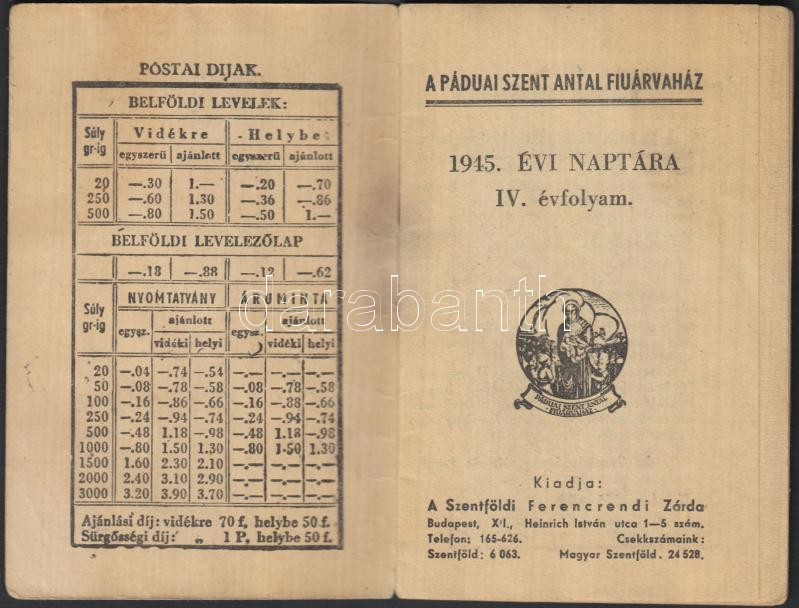 PÓSTAI DIJAK.
BELFÖLDI LEVELEK:
Súly gr-ig Vidékre Helybe
egyszerü ajánlott egyszerü ajánlott
20 —.30 1.— —.20 —.70
250 —.60 1.30 —.36 —.86
500 —.80 1.50 —.50 1.—
BELFÖLDI LEVELEZŐLAP
—.18 —.88 —.12 —.62
Súly gr-ig NYOMTATVÁNY ÁRUMINTA
egysz. ajánlott egysz. ajánlott
vidéki helyi vidéki helyi
20 —.04 —.74 —.54 —.— —.— —.—
50 —.08 —.78 —.58 —.08 —.78 —.58
100 —.16 —.86 —.66 —.16 —.88 —.66
250 —.24 —.94 —.74 —.24 —.94 —.74
500 —.48 1.18 —.98 —.48 1.18 —.98
1000 —.80 1.50 1.30 —.80 1.50 1.30
1500 1.60 2.30 2.10 —.— —.— —.—
2000 2.40 3.10 2.90 —.— —.— —.—
3000 3.20 3.90 3.70 —.— —.— —.—
Ajánlási díj: vidékre 70 f, helybe 50 f.
Sürgősségi díj: „ 1 P, helybe 50 f.
A PÁDUAI SZENT ANTAL FIUÁRVAHÁZ
1945. ÉVI NAPTÁRA
IV. évfolyam.
PÁDUAI SZENT ANTAL
FIUÁRVAHÁZ
Kiadja:
A Szentföldi Ferencrendi Zárda
Budapest, XII., Heinrich István utca 1—5 szám.
Telefon: 165-626. Csekkszámaink:
Szentföld: 6 063. Magyar Szentföld. 24 528.
darabanth